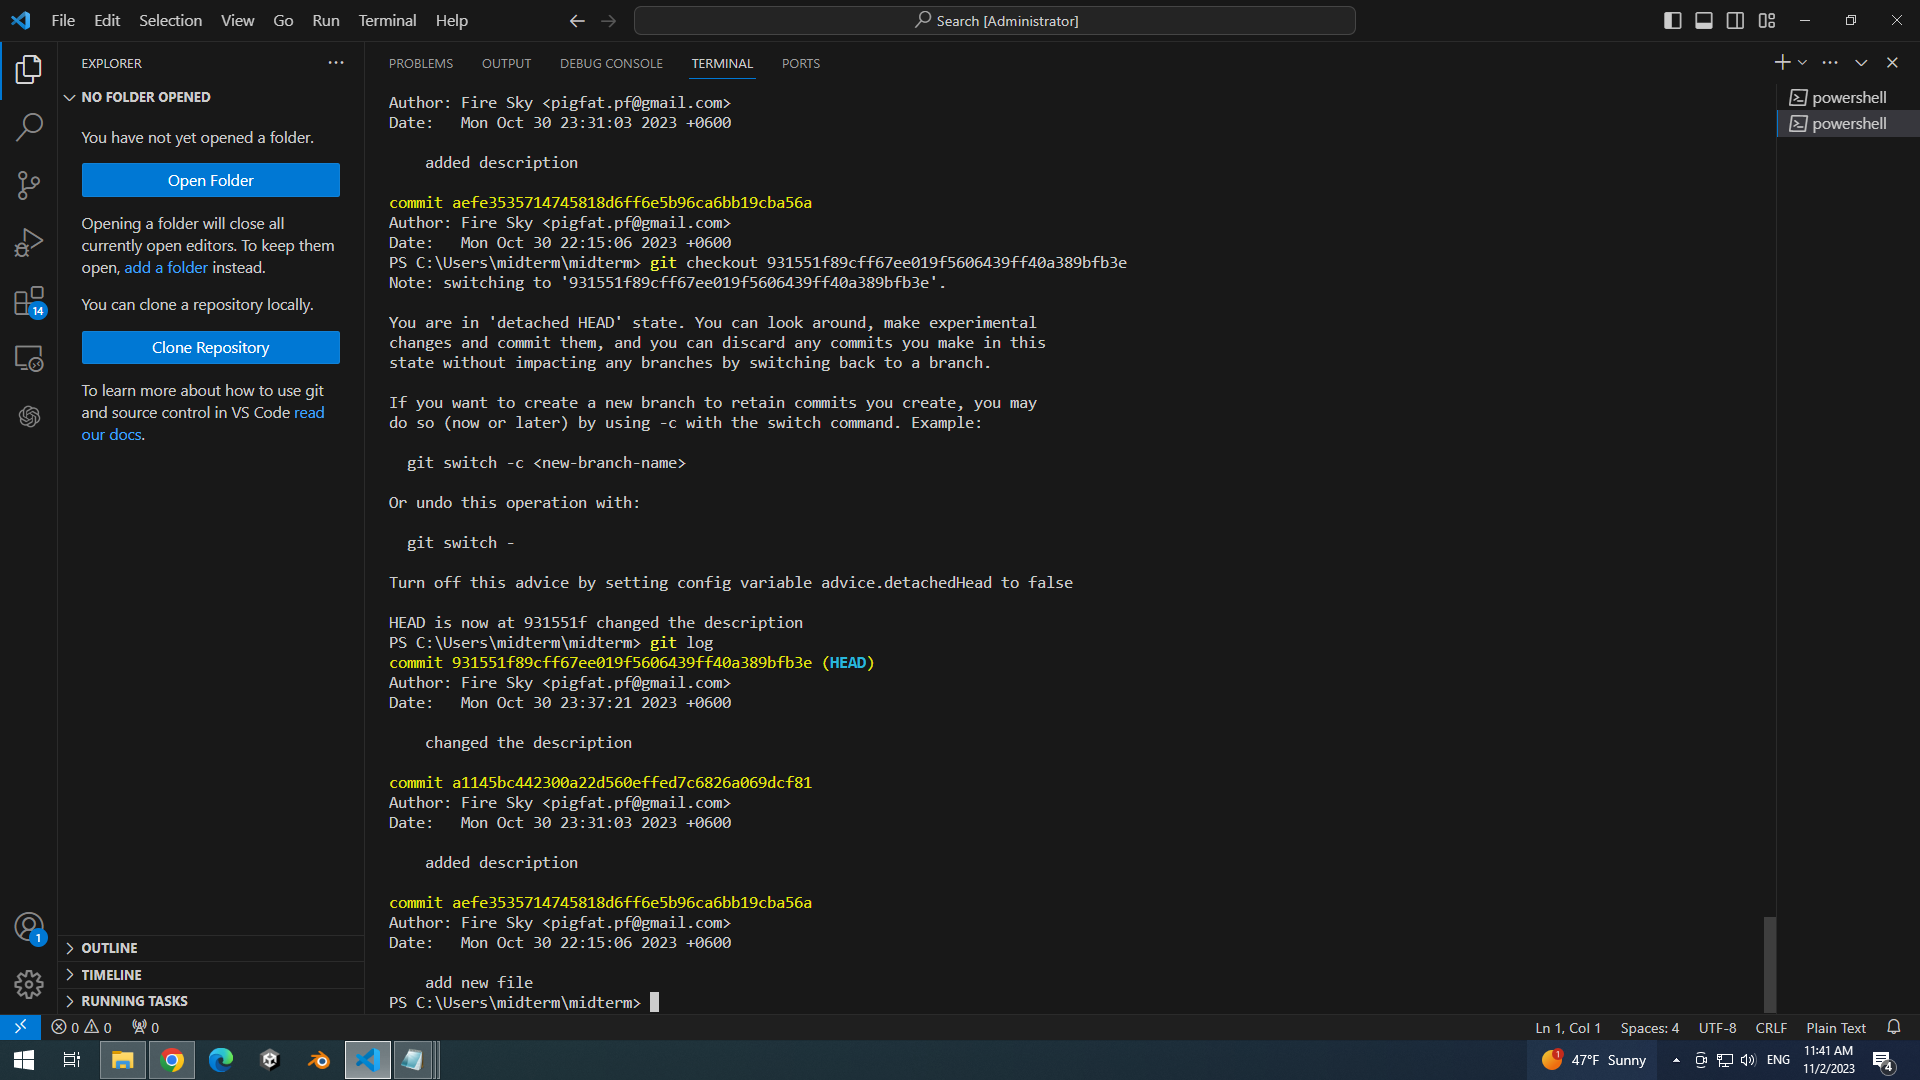 File Edit Selection View Go Run Terminal Help
Search [Administrator]
EXPLORER
NO FOLDER OPENED
You have not yet opened a folder.
Open Folder
Opening a folder will close all
currently open editors. To keep them
open, add a folder instead.
You can clone a repository locally.
Clone Repository
To learn more about how to use git
and source control in VS Code read
our docs.
14
1
OUTLINE
TIMELINE
RUNNING TASKS
PROBLEMS OUTPUT DEBUG CONSOLE TERMINAL PORTS
Author: Fire Sky <pigfat.pf@gmail.com>
Date:   Mon Oct 30 23:31:03 2023 +0600
added description
commit aefe3535714745818d6ff6e5b96ca6bb19cba56a
Author: Fire Sky <pigfat.pf@gmail.com>
Date:   Mon Oct 30 22:15:06 2023 +0600
PS C:\Users\midterm\midterm> git checkout 931551f89cff67ee019f5606439ff40a389bfb3e
Note: switching to '931551f89cff67ee019f5606439ff40a389bfb3e'.
You are in 'detached HEAD' state. You can look around, make experimental
changes and commit them, and you can discard any commits you make in this
state without impacting any branches by switching back to a branch.
If you want to create a new branch to retain commits you create, you may
do so (now or later) by using -c with the switch command. Example:
git switch -c <new-branch-name>
Or undo this operation with:
git switch -
Turn off this advice by setting config variable advice.detachedHead to false
HEAD is now at 931551f changed the description
PS C:\Users\midterm\midterm> git log
commit 931551f89cff67ee019f5606439ff40a389bfb3e (HEAD)
Author: Fire Sky <pigfat.pf@gmail.com>
Date:   Mon Oct 30 23:37:21 2023 +0600
changed the description
commit a1145bc442300a22d560effed7c6826a069dcf81
Author: Fire Sky <pigfat.pf@gmail.com>
Date:   Mon Oct 30 23:31:03 2023 +0600
added description
commit aefe3535714745818d6ff6e5b96ca6bb19cba56a
Author: Fire Sky <pigfat.pf@gmail.com>
Date:   Mon Oct 30 22:15:06 2023 +0600
add new file
PS C:\Users\midterm\midterm>
powershell
powershell
0 0 0
Ln 1, Col 1 Spaces: 4 UTF-8 CRLF Plain Text
1 47°F Sunny ENG
11:41 AM
11/2/2023
4